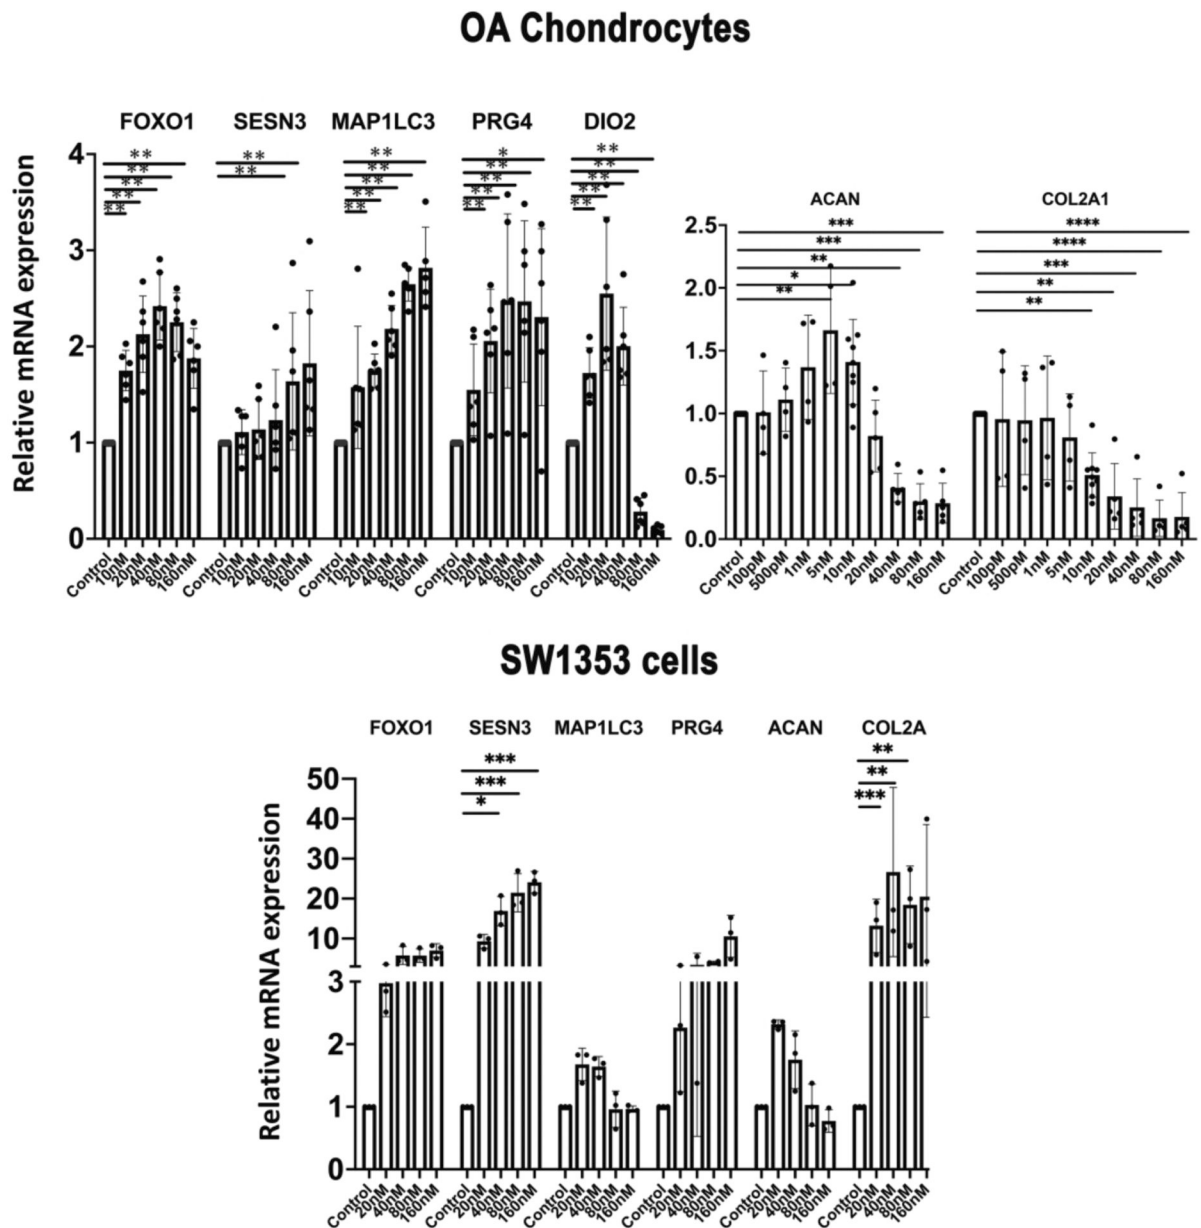 OA Chondrocytes
FOXO1 SESN3 MAP1LC3 PRG4 DIO2
** ** ** * **
** ** ** ** **
** ** ** **
** ** ** **
** ** ** **
Relative mRNA expression
4
3
2
1
0
Control 10nM 20nM 40nM 80nM 160nM Control 10nM 20nM 40nM 80nM 160nM Control 10nM 20nM 40nM 80nM 160nM Control 10nM 20nM 40nM 80nM 160nM Control 10nM 20nM 40nM 80nM 160nM
ACAN COL2A1
*** ****
*** ****
** ***
* **
** **
2.5
2.0
1.5
1.0
0.5
0.0
Control 100pM 500pM 1nM 5nM 10nM 20nM 40nM 80nM 160nM Control 100pM 500pM 1nM 5nM 10nM 20nM 40nM 80nM 160nM
SW1353 cells
FOXO1 SESN3 MAP1LC3 PRG4 ACAN COL2A
*** **
*** **
* ***
Relative mRNA expression
50
40
30
20
10
3
2
1
0
Control 20nM 40nM 80nM 160nM Control 20nM 40nM 80nM 160nM Control 20nM 40nM 80nM 160nM Control 20nM 40nM 80nM 160nM Control 20nM 40nM 80nM 160nM Control 20nM 40nM 80nM 160nM